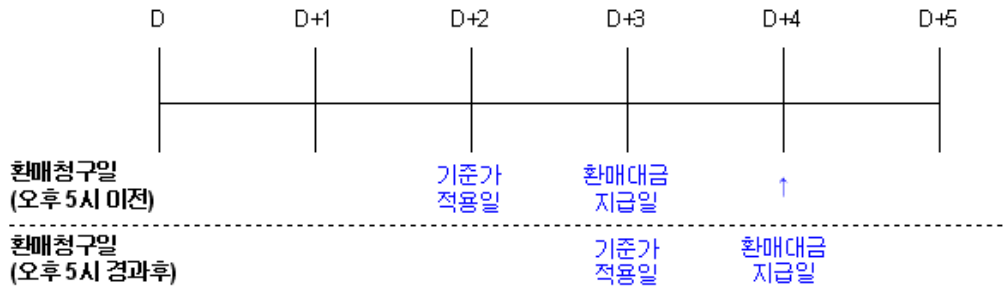 D D+1 D+2 D+3 D+4 D+5
환매청구일 기준가 환매대금 ↑
(오후 5시 이전) 적용일 지급일
환매청구일 기준가 환매대금
(오후 5시 경과후) 적용일 지급일